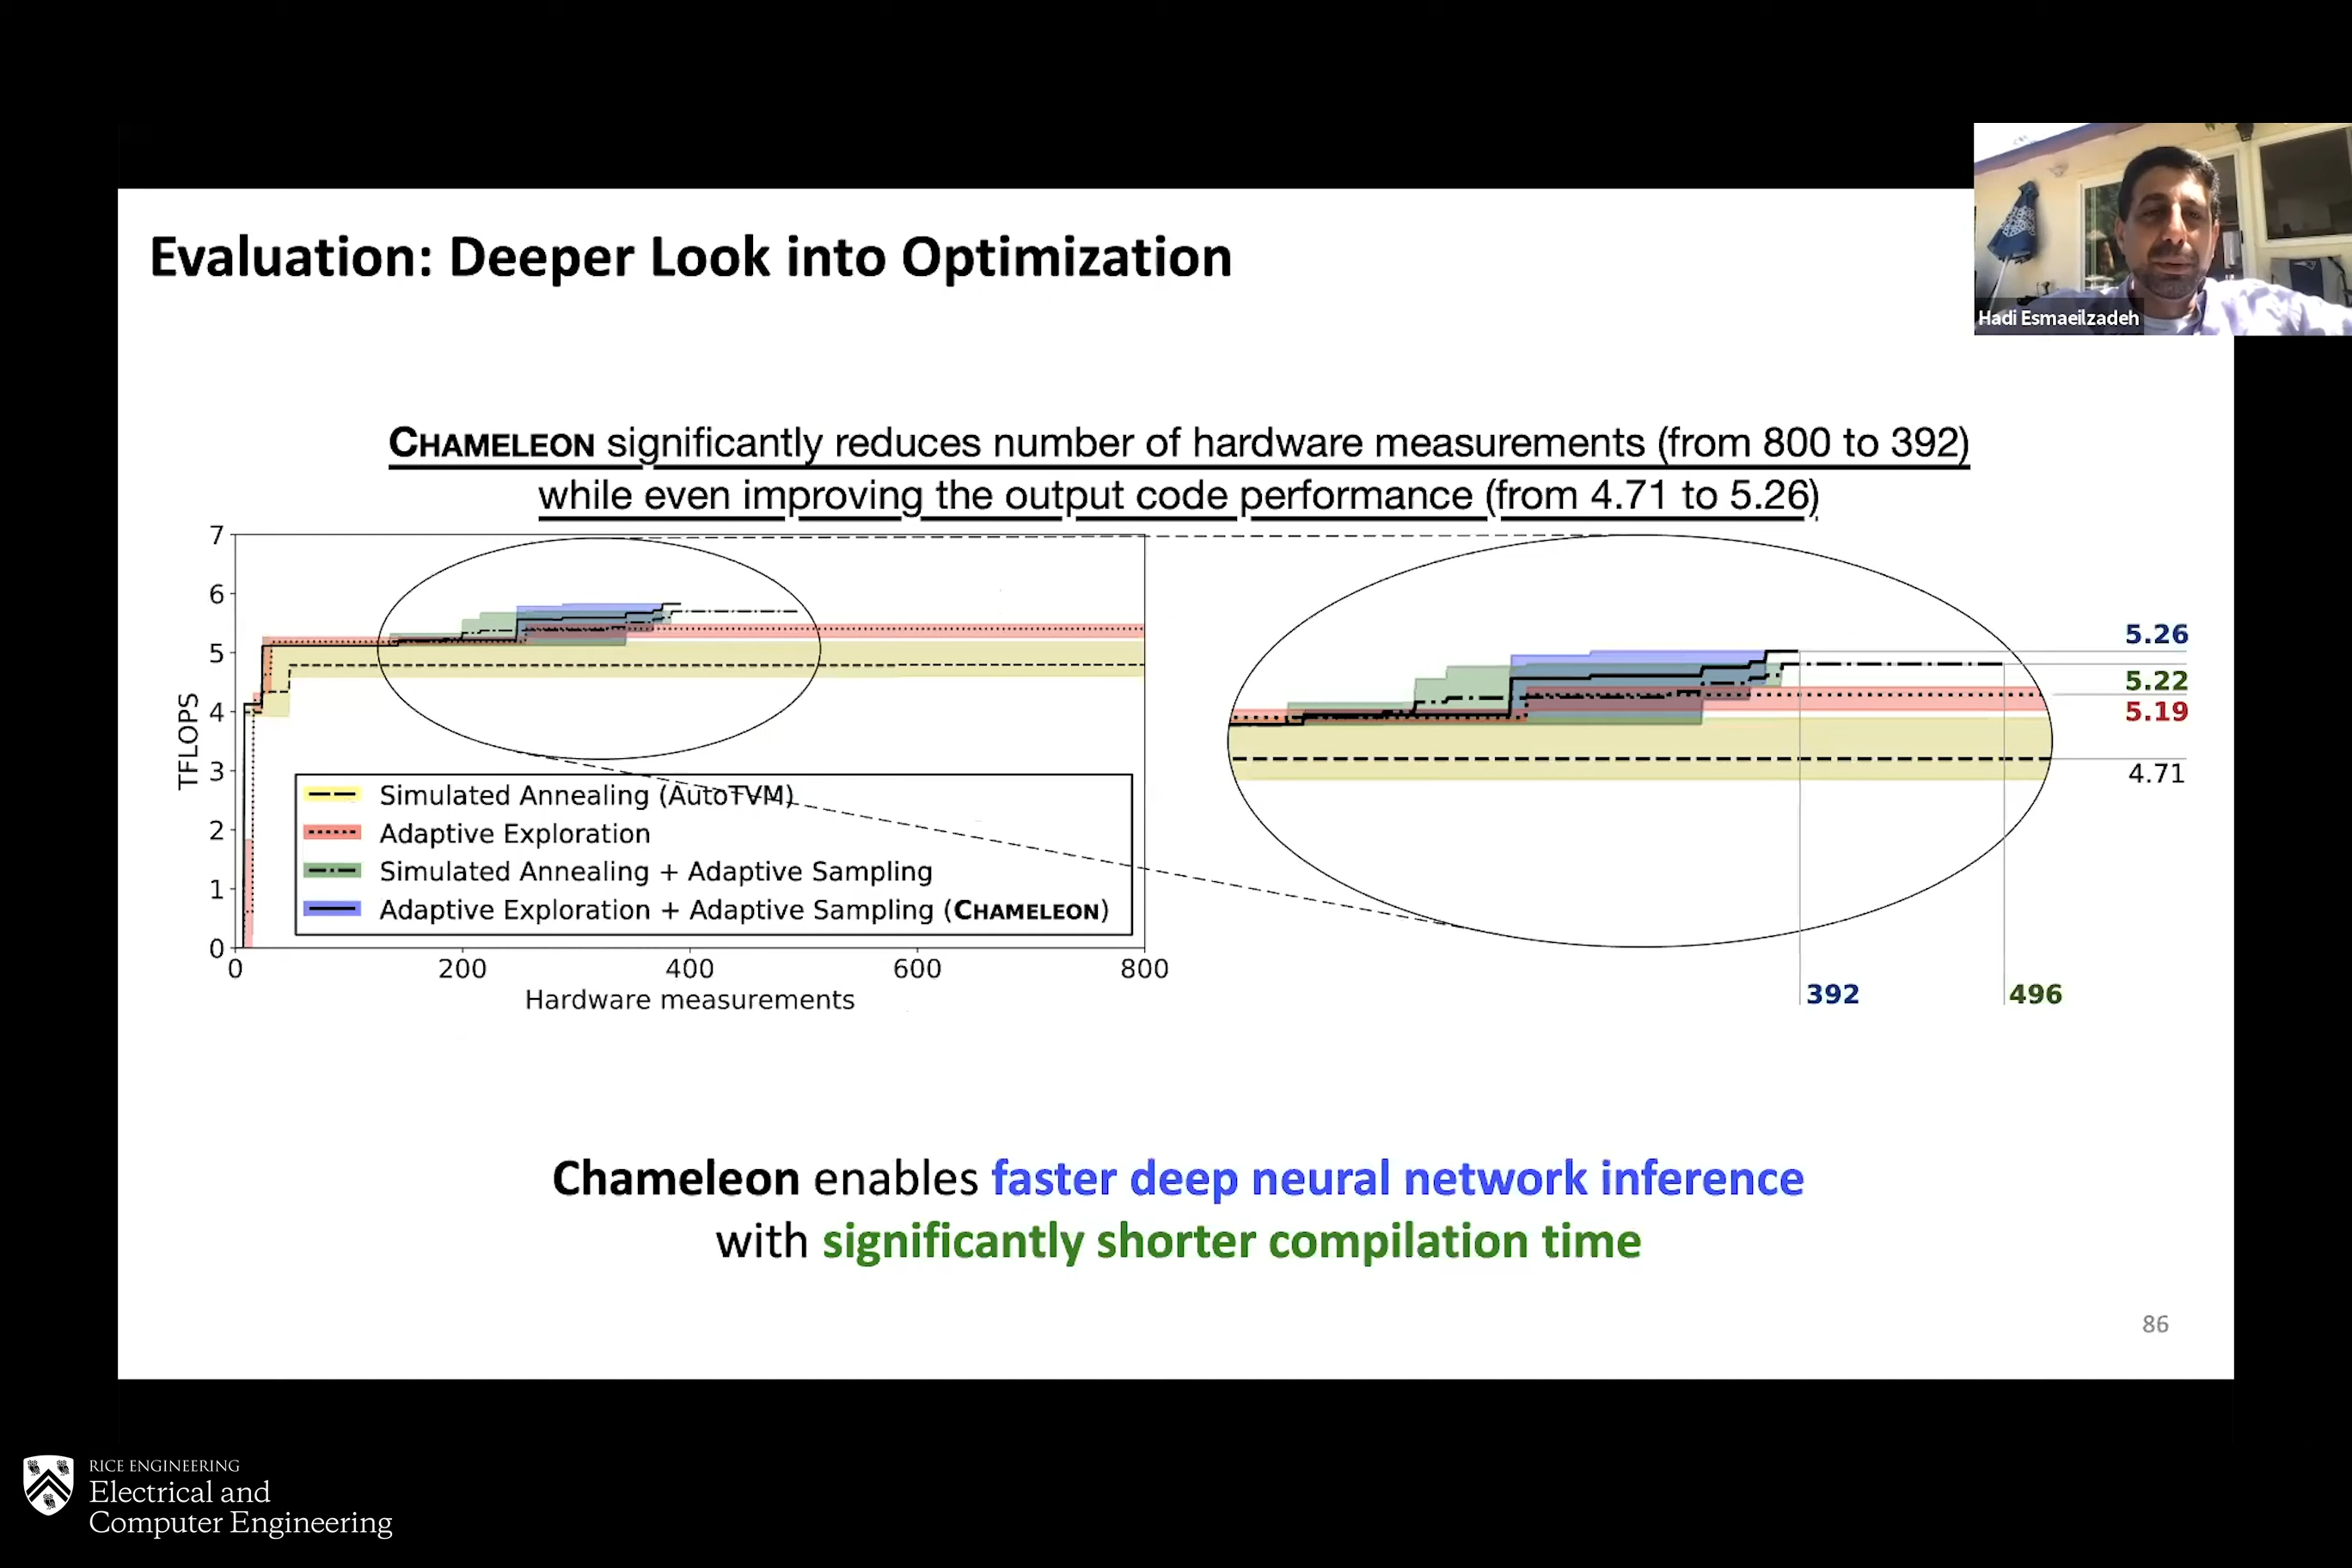 Evaluation: Deeper Look into Optimization
Hadi Esmaeilzadeh
CHAMELEON significantly reduces number of hardware measurements (from 800 to 392)
while even improving the output code performance (from 4.71 to 5.26)
7
6
5
4
3
2
1
0
TFLOPS
0 200 400 600 800
Hardware measurements
Simulated Annealing (AutoTVM)
Adaptive Exploration
Simulated Annealing + Adaptive Sampling
Adaptive Exploration + Adaptive Sampling (CHAMELEON)
5.26
5.22
5.19
4.71
392 496
Chameleon enables faster deep neural network inference
with significantly shorter compilation time
86
RICE ENGINEERING
Electrical and
Computer Engineering